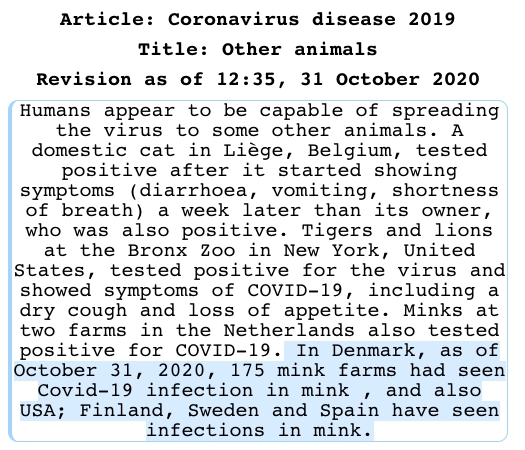 Article: Coronavirus disease 2019
Title: Other animals
Revision as of 12:35, 31 October 2020
Humans appear to be capable of spreading
the virus to some other animals. A
domestic cat in Liège, Belgium, tested
positive after it started showing
symptoms (diarrhoea, vomiting, shortness
of breath) a week later than its owner,
who was also positive. Tigers and lions
at the Bronx Zoo in New York, United
States, tested positive for the virus and
showed symptoms of COVID-19, including a
dry cough and loss of appetite. Minks at
two farms in the Netherlands also tested
positive for COVID-19. In Denmark, as of
October 31, 2020, 175 mink farms had seen
Covid-19 infection in mink , and also
USA; Finland, Sweden and Spain have seen
infections in mink.